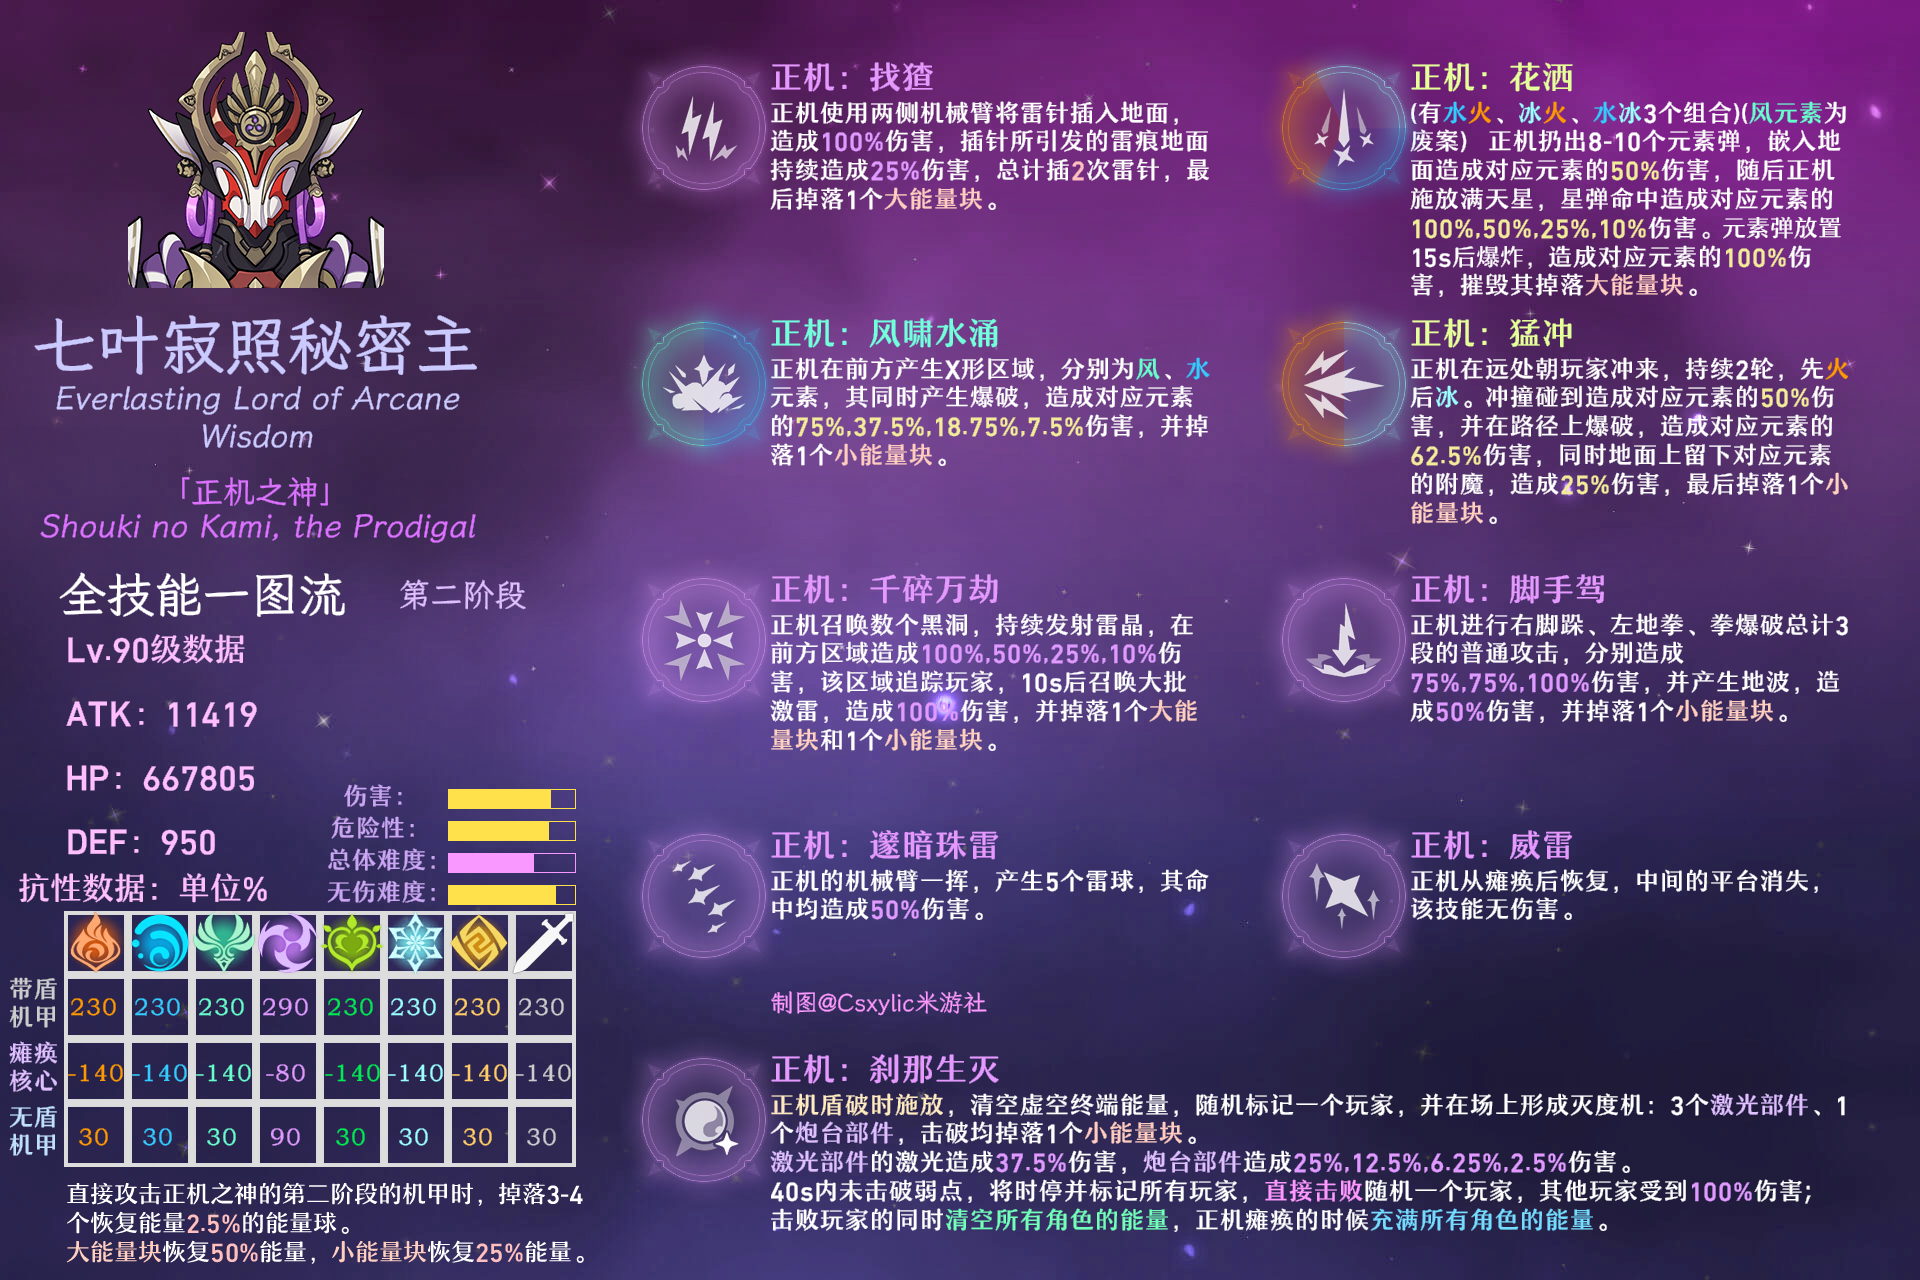 七叶寂照秘密主
Everlasting Lord of Arcane
Wisdom
「正机之神」
Shouki no Kami, the Prodigal
全技能一图流 第二阶段
Lv.90级数据
ATK: 11419
HP: 667805
DEF: 950
伤害:
危险性:
总体难度:
无伤难度:
抗性数据: 单位%
带盾
机甲
230 230 230 290 230 230 230 230
瘫痪
核心
-140 -140 -140 -80 -140 -140 -140 -140
无盾
机甲
30 30 30 90 30 30 30 30
直接攻击正机之神的第二阶段的机甲时，掉落3-4
个恢复能量2.5%的能量球。
大能量块恢复50%能量，小能量块恢复25%能量。
正机：找猹
正机使用两侧机械臂将雷针插入地面，
造成100%伤害，插针所引发的雷痕地面
持续造成25%伤害，总计插2次雷针，最
后掉落1个大能量块。
正机：花洒
(有水火、冰火、水冰3个组合)(风元素为
废案） 正机扔出8-10个元素弹，嵌入地
面造成对应元素的50%伤害，随后正机
施放满天星，星弹命中造成对应元素的
100%,50%,25%,10%伤害。元素弹放置
15s后爆炸，造成对应元素的100%伤
害，摧毁其掉落大能量块。
正机：风啸水涌
正机在前方产生X形区域，分别为风、水
元素，其同时产生爆破，造成对应元素
的75%,37.5%,18.75%,7.5%伤害，并掉
落1个小能量块。
正机：猛冲
正机在远处朝玩家冲来，持续2轮，先火
后冰。冲撞碰到造成对应元素的50%伤
害，并在路径上爆破，造成对应元素的
62.5%伤害，同时地面上留下对应元素
的附魔，造成25%伤害，最后掉落1个小
能量块。
正机：千碎万劫
正机召唤数个黑洞，持续发射雷晶，在
前方区域造成100%,50%,25%,10%伤
害，该区域追踪玩家，10s后召唤大批
激雷，造成100%伤害，并掉落1个大能
量块和1个小能量块。
正机：脚手驾
正机进行右脚跺、左地拳、拳爆破总计3
段的普通攻击，分别造成
75%,75%,100%伤害，并产生地波，造
成50%伤害，并掉落1个小能量块。
正机：邃暗珠雷
正机的机械臂一挥，产生5个雷球，其命
中均造成50%伤害。
正机：威雷
正机从瘫痪后恢复，中间的平台消失，
该技能无伤害。
制图@Csxylic米游社
正机：刹那生灭
正机盾破时施放，清空虚空终端能量，随机标记一个玩家，并在场上形成灭度机：3个激光部件、1
个炮台部件，击破均掉落1个小能量块。
激光部件的激光造成37.5%伤害，炮台部件造成25%,12.5%,6.25%,2.5%伤害。
40s内未击破弱点，将时停并标记所有玩家，直接击败随机一个玩家，其他玩家受到100%伤害；
击败玩家的同时清空所有角色的能量，正机瘫痪的时候充满所有角色的能量。